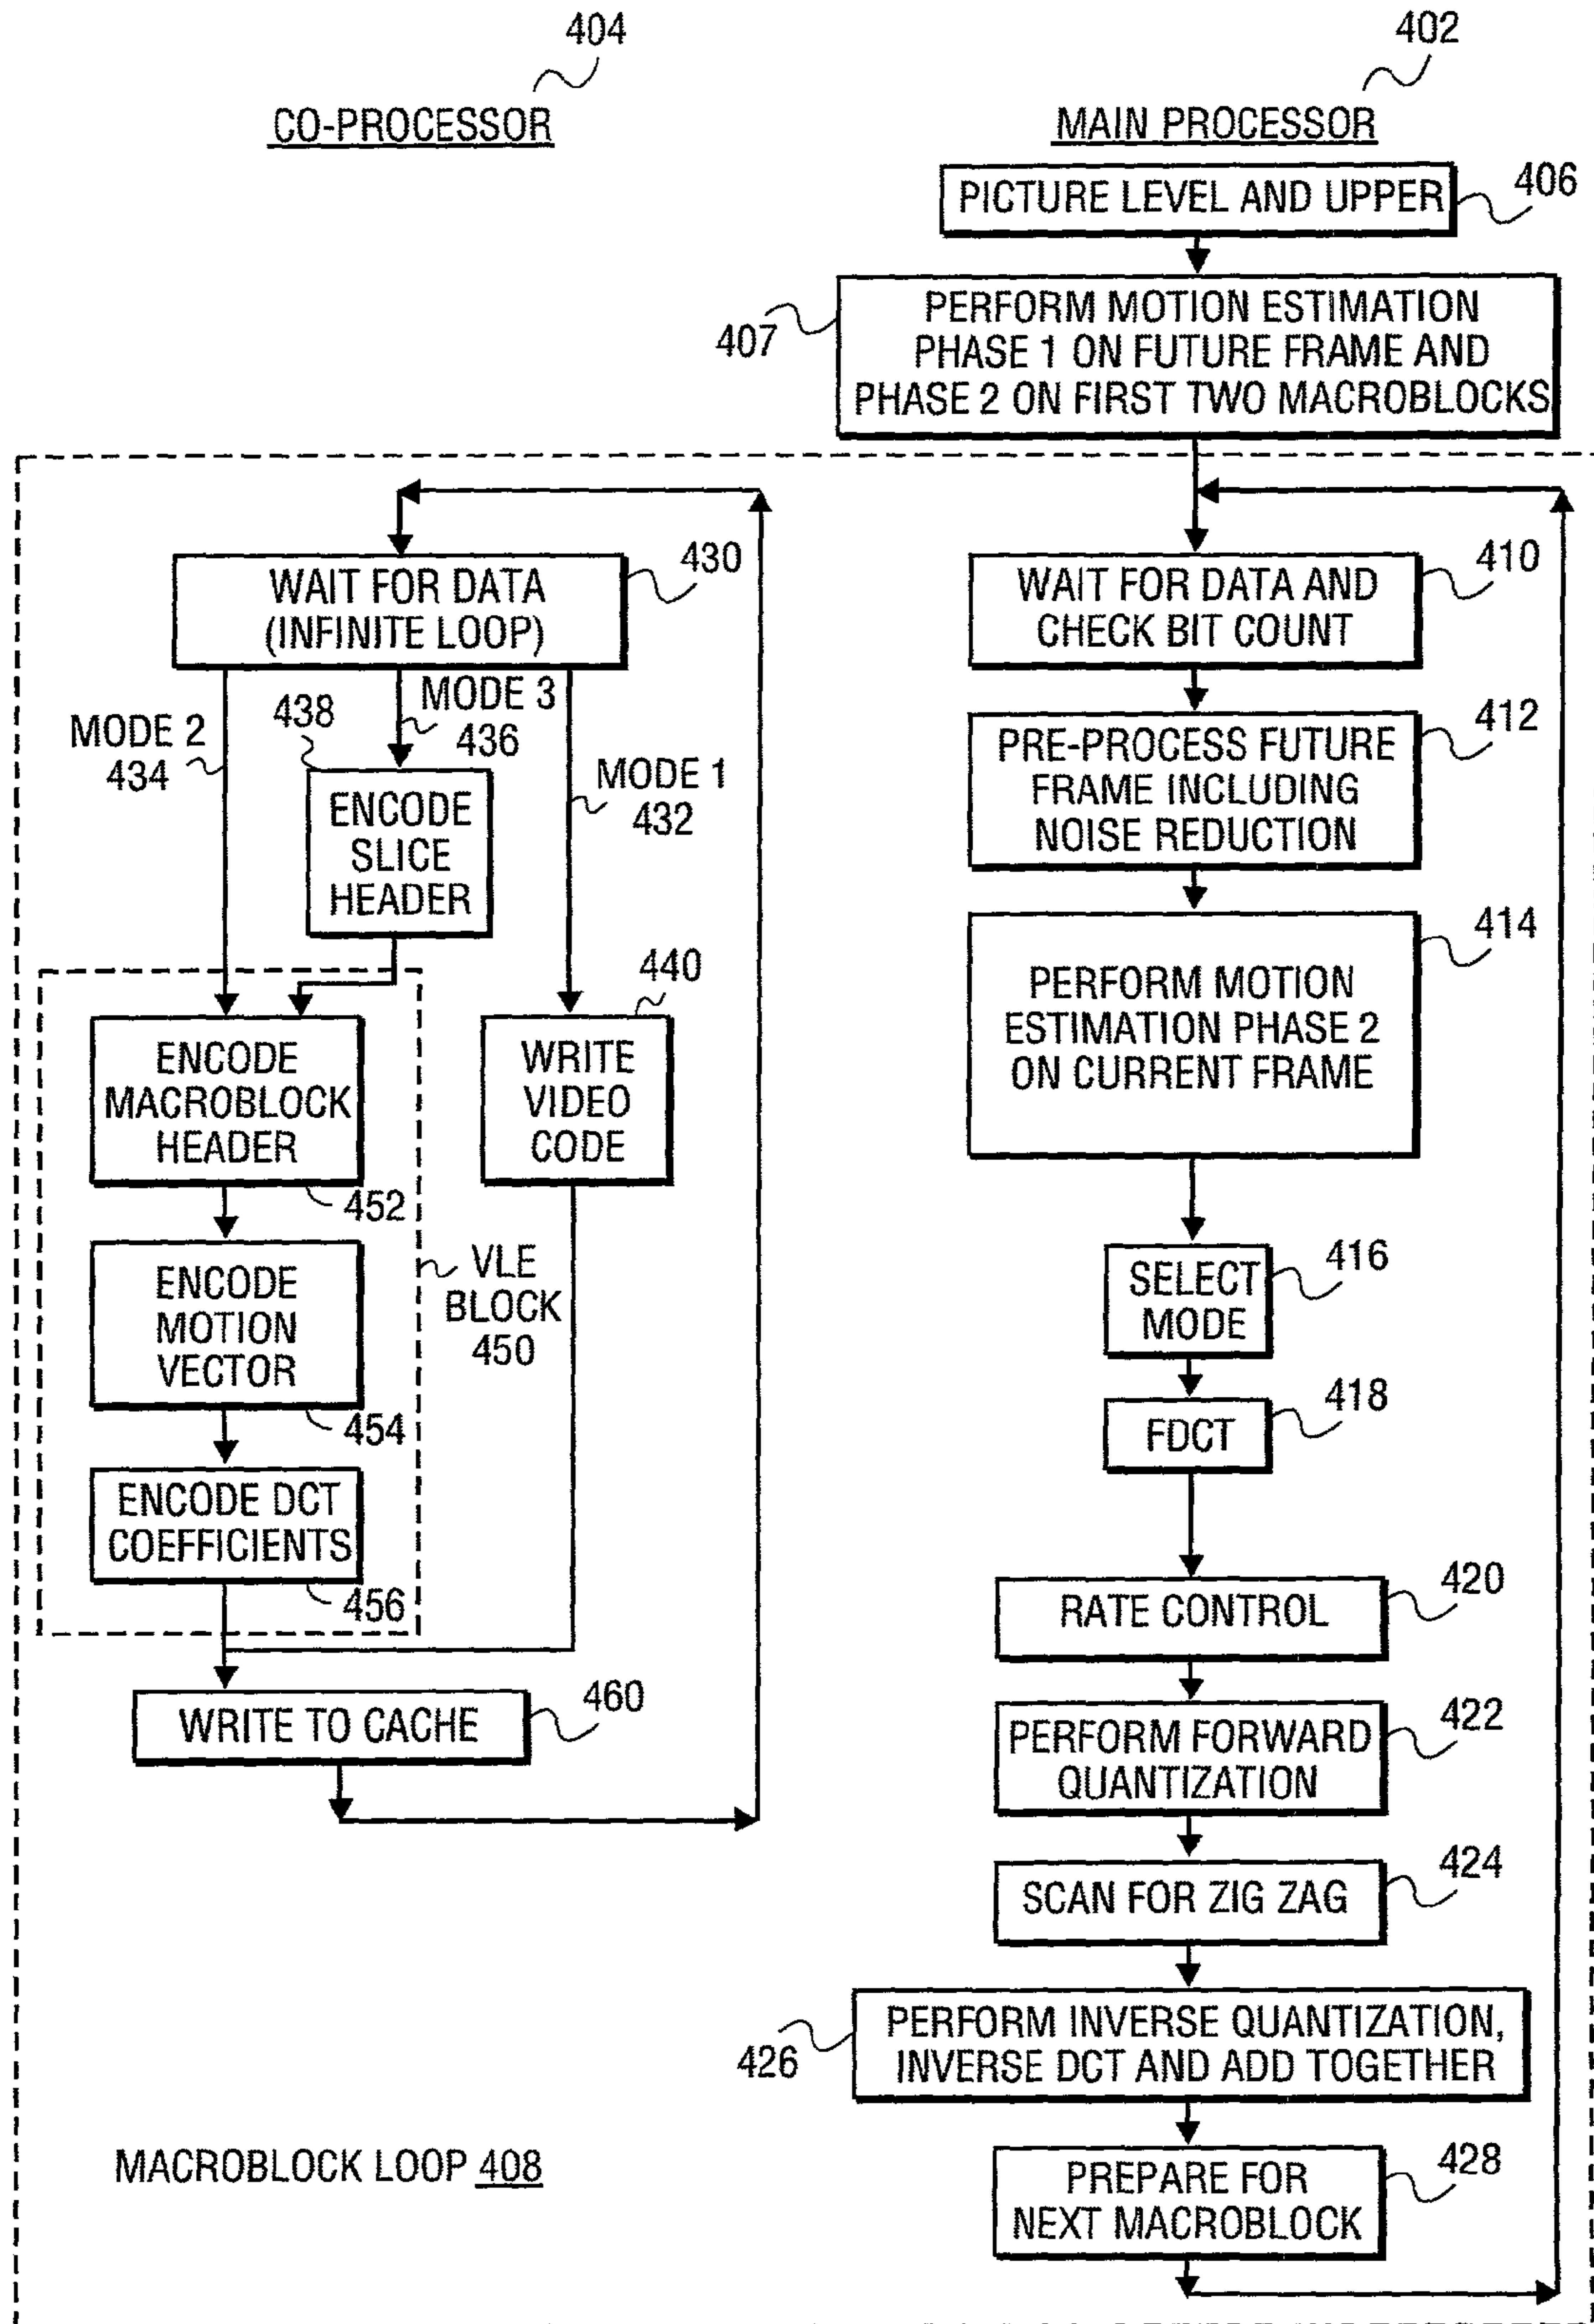 404
CO-PROCESSOR
402
MAIN PROCESSOR
PICTURE LEVEL AND UPPER
406
PERFORM MOTION ESTIMATION
PHASE 1 ON FUTURE FRAME AND
PHASE 2 ON FIRST TWO MACROBLOCKS
407
WAIT FOR DATA
(INFINITE LOOP)
430
MODE 2
434
438
MODE 3
436
MODE 1
432
ENCODE
SLICE
HEADER
440
ENCODE
MACROBLOCK
HEADER
452
WRITE
VIDEO
CODE
ENCODE
MOTION
VECTOR
454
VLE
BLOCK
450
ENCODE DCT
COEFFICIENTS
456
WRITE TO CACHE
460
WAIT FOR DATA AND
CHECK BIT COUNT
410
PRE-PROCESS FUTURE
FRAME INCLUDING
NOISE REDUCTION
412
PERFORM MOTION
ESTIMATION PHASE 2
ON CURRENT FRAME
414
SELECT
MODE
416
FDCT
418
RATE CONTROL
420
PERFORM FORWARD
QUANTIZATION
422
SCAN FOR ZIG ZAG
424
PERFORM INVERSE QUANTIZATION,
INVERSE DCT AND ADD TOGETHER
426
PREPARE FOR
NEXT MACROBLOCK
428
MACROBLOCK LOOP 408